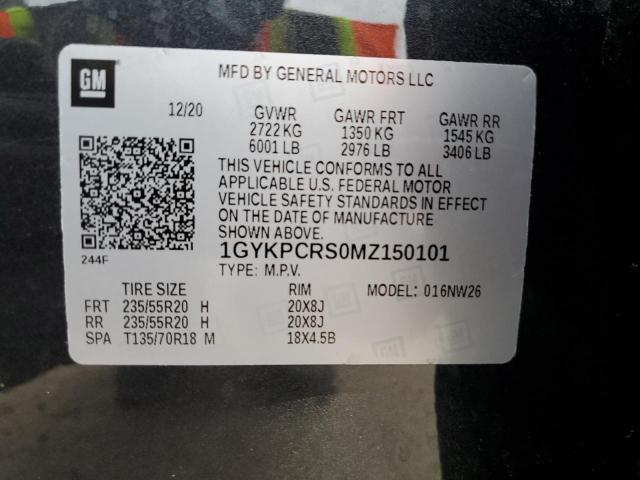 GM
MFD BY GENERAL MOTORS LLC
12/20 GVWR GAWR FRT GAWR RR
2722 KG 1350 KG 1545 KG
6001 LB 2976 LB 3406 LB
THIS VEHICLE CONFORMS TO ALL
APPLICABLE U.S. FEDERAL MOTOR
VEHICLE SAFETY STANDARDS IN EFFECT
ON THE DATE OF MANUFACTURE
SHOWN ABOVE.
244F
1GYKPCRS0MZ150101
TYPE: M.P.V.
TIRE SIZE RIM MODEL: 016NW26
FRT 235/55R20 H 20X8J
RR 235/55R20 H 20X8J
SPA T135/70R18 M 18X4.5B